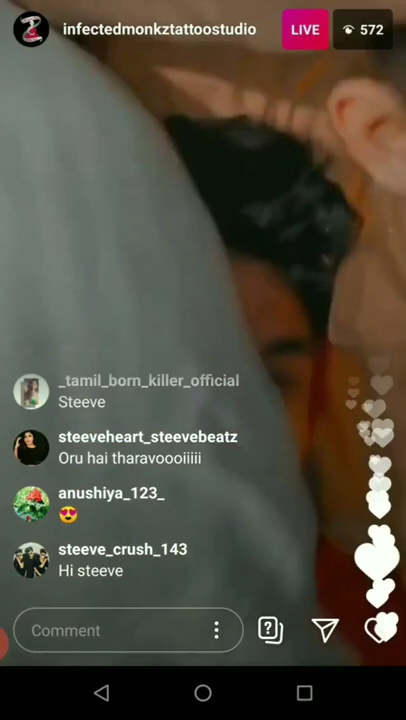 infectedmonkztattoostudio
LIVE
572
_tamil_born_killer_official
Steeve
steeveheart_steevebeatz
Oru hai tharavoooiiiii
anushiya_123_
😍
steeve_crush_143
Hi steeve
Comment